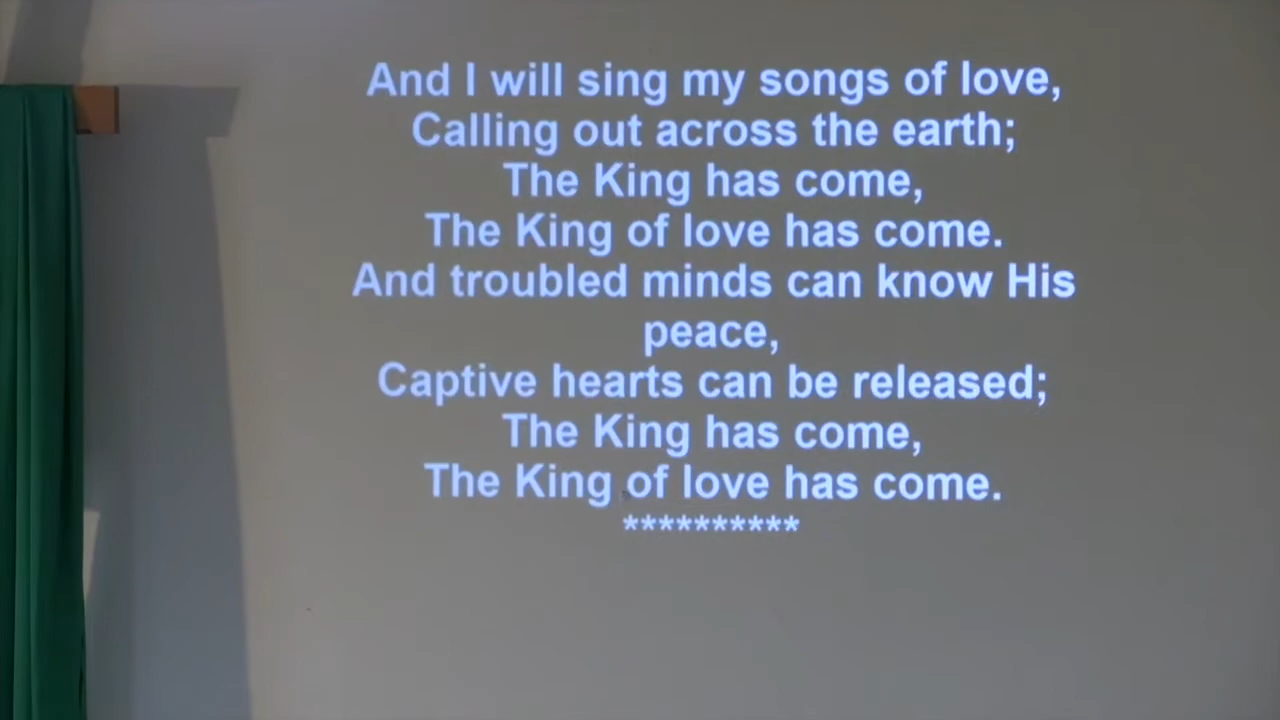 And I will sing my songs of love,
Calling out across the earth;
The King has come,
The King of love has come.
And troubled minds can know His
peace,
Captive hearts can be released;
The King has come,
The King of love has come.
**********